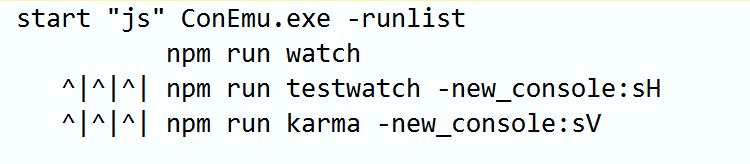 start "js" ConEmu.exe -runlist
npm run watch
^|^|^| npm run testwatch -new_console:sH
^|^|^| npm run karma -new_console:sV